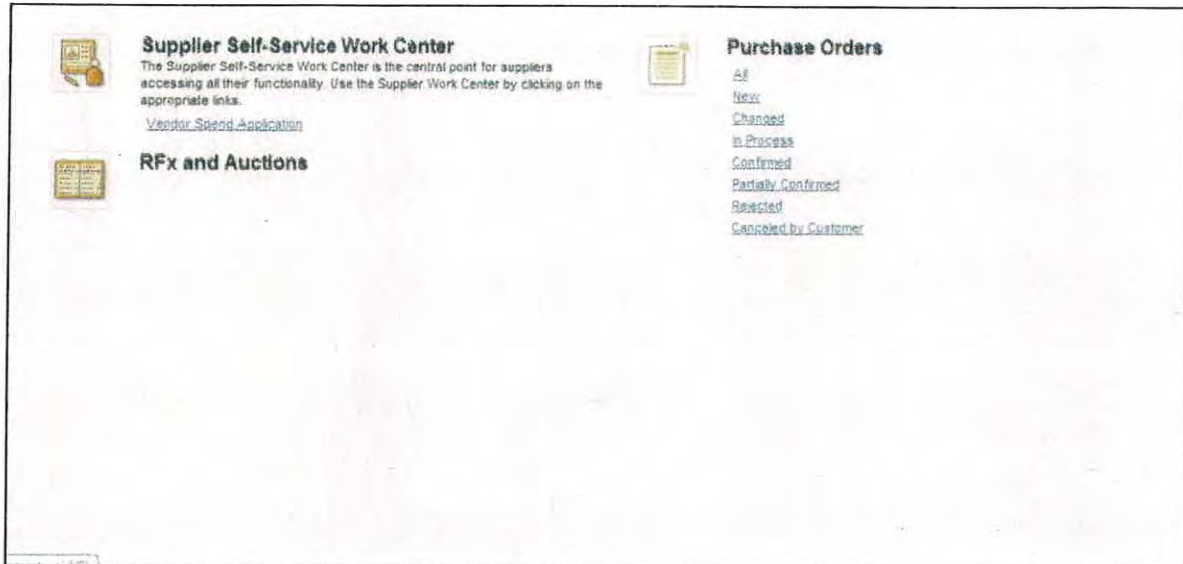 Supplier Self-Service Work Center
The Supplier Self-Service Work Center is the central point for suppliers
accessing all their functionality. Use the Supplier Work Center by clicking on the
appropriate links.
Vendor Spend Application
RFx and Auctions
Purchase Orders
All
New
Changed
In Process
Confirmed
Partially Confirmed
Rejected
Canceled by Customer